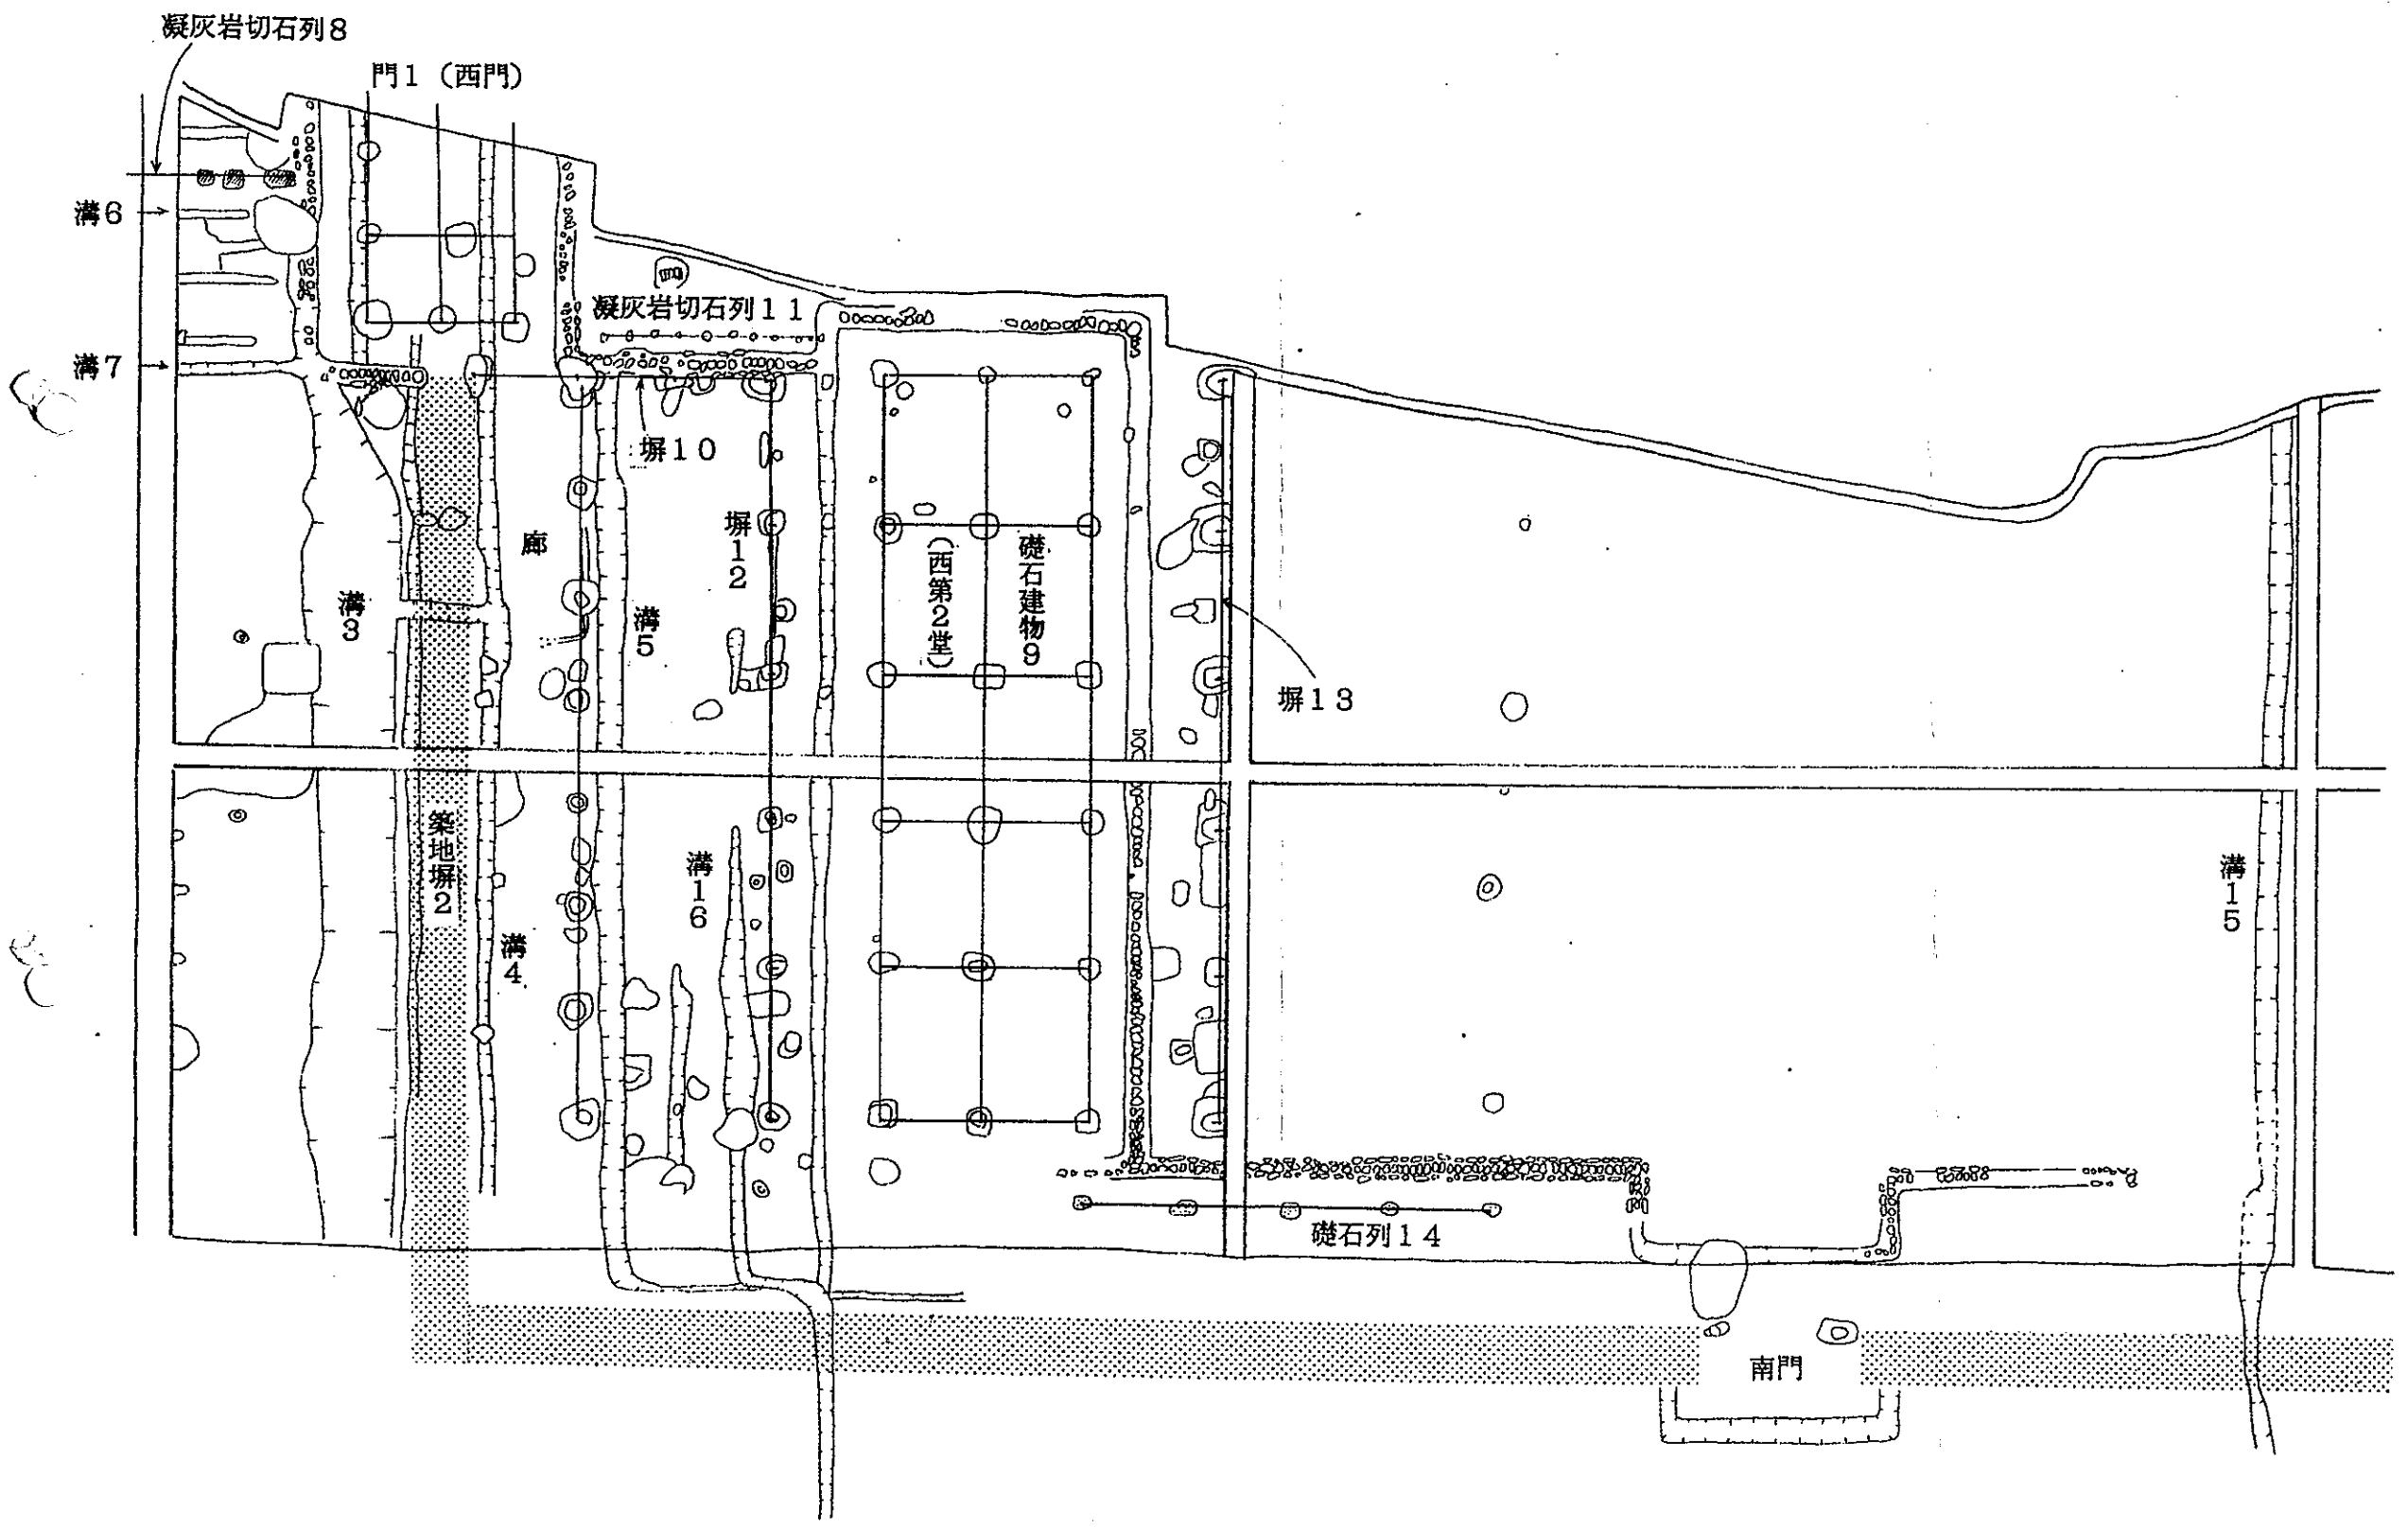 凝灰岩切石列8
門1（西門）
溝6
凝灰岩切石列11
溝7
塀10
廊
塀12
（西第2堂）
礎石建物9
溝3
溝5
塀13
築地塀2
溝16
溝15
溝4
礎石列14
南門